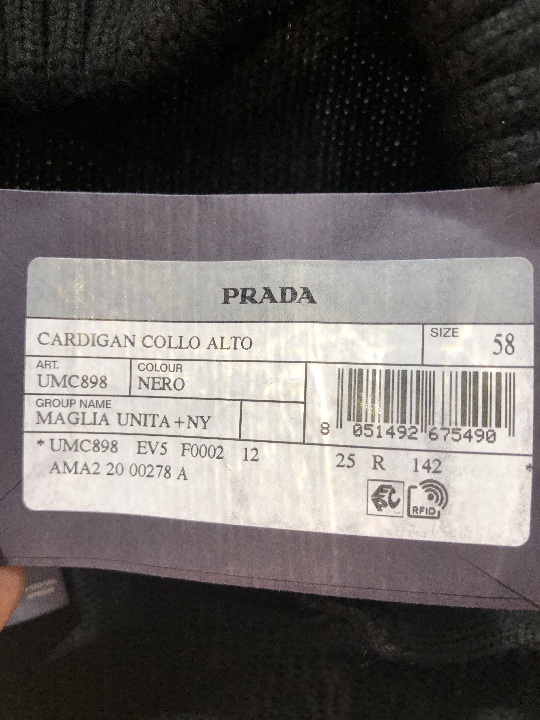 PRADA
CARDIGAN COLLO ALTO
SIZE 58
ART. UMC898
COLOUR NERO
GROUP NAME
MAGLIA UNITA+NY
8 051492 675490
* UMC898 EV5 F0002 12 25 R 142 *
AMA2 20 00278 A
RFID